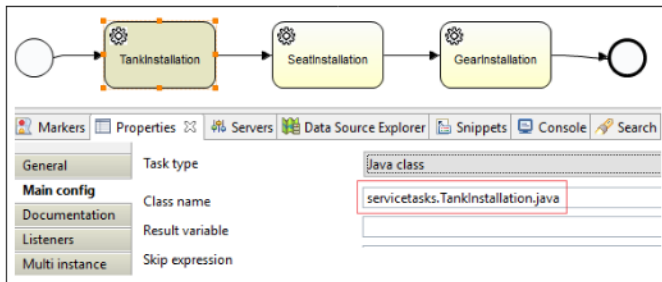 TankInstallation
SeatInstallation
GearInstallation
Markers Properties Servers Data Source Explorer Snippets Console Search
General
Main config
Documentation
Listeners
Multi instance
Task type Java class
Class name servicetasks.TankInstallation.java
Result variable
Skip expression